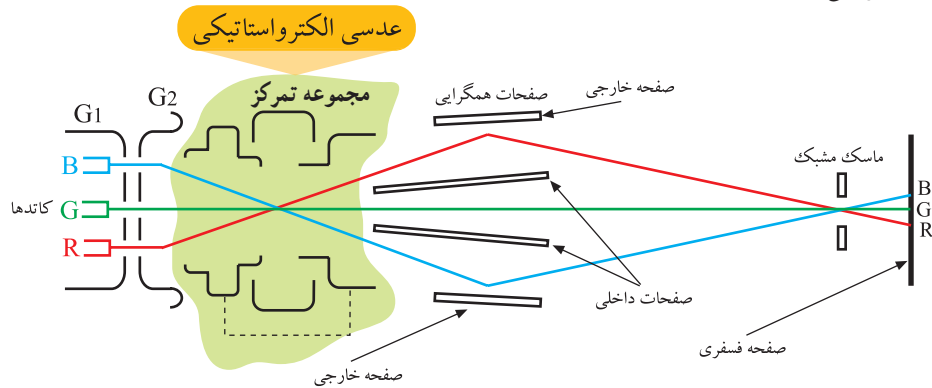 عدسی الکترواستاتیکی
مجموعه تمرکز
G1
G2
صفحات همگرایی
صفحه خارجی
ماسک مشبک
B
G
R
کاتدها
B
G
R
صفحات داخلی
صفحه خارجی
صفحه فسفری